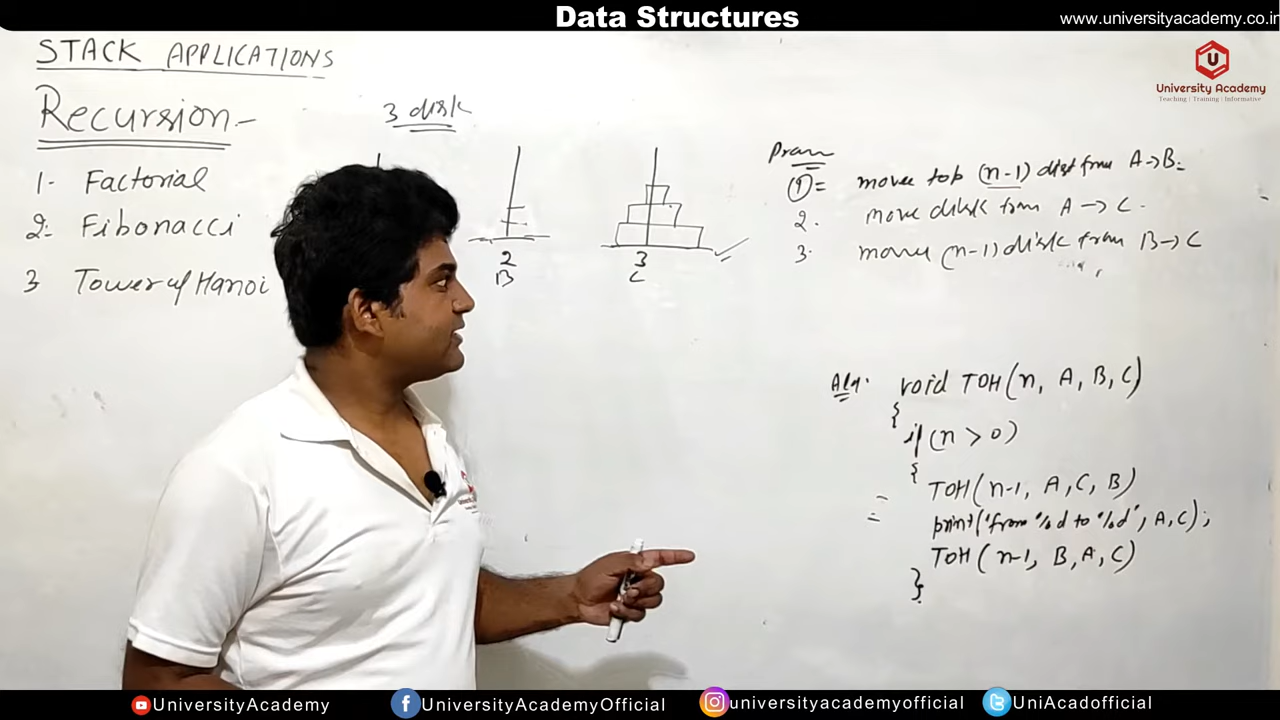 Data Structures
www.universityacademy.co.in
U
University Academy
Teaching | Training | Informative
STACK APPLICATIONS
Recursion -
1. Factorial
2. Fibonacci
3 Tower of Hanoi
3 disk
2
B
3
C
① = move top (n-1) disk from A→B
2. move disk from A → C.
3. move (n-1) disk from B→C
Alg. void TOH(n, A, B, C)
{
if (n > 0)
{
TOH(n-1, A, C, B)
print("from %d to %d", A, C);
TOH(n-1, B, A, C)
}
UniversityAcademy
UniversityAcademyOfficial
universityacademyofficial
UniAcadofficial